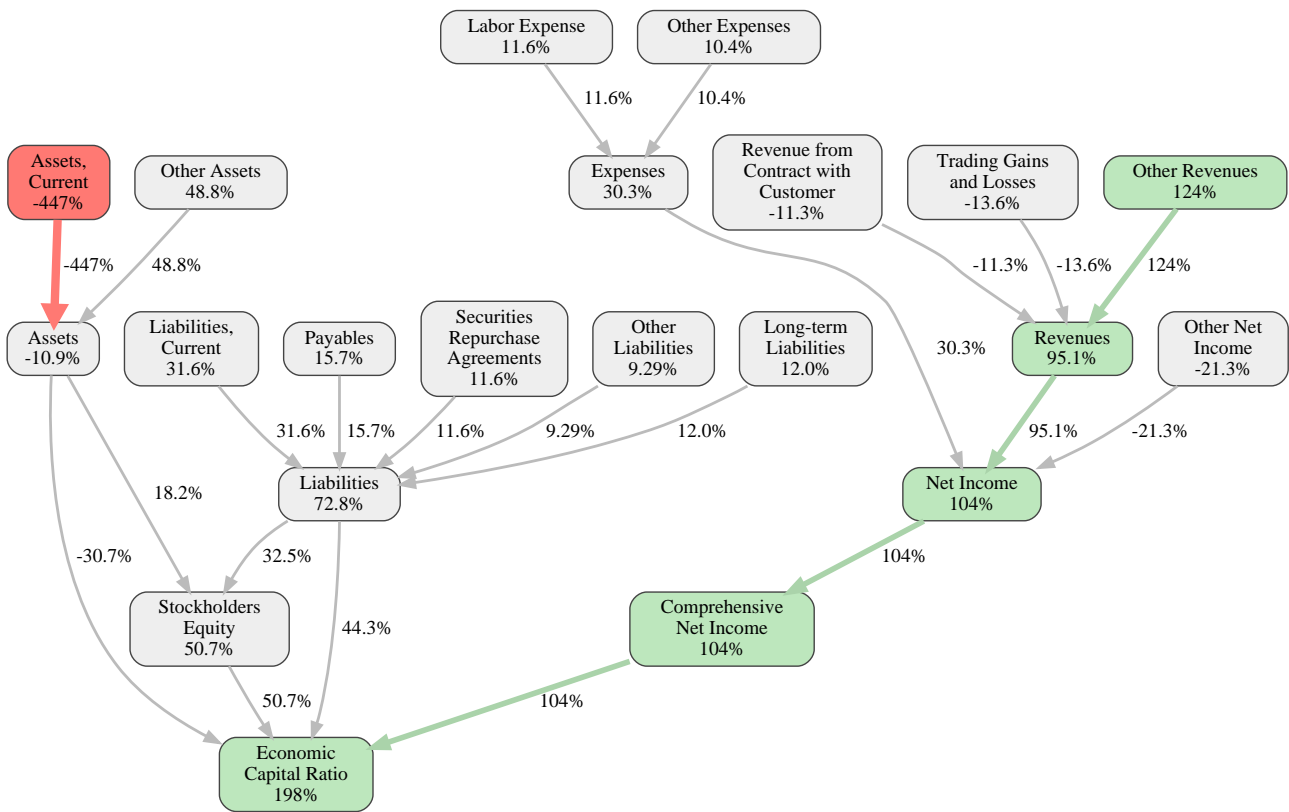 Labor Expense
11.6%
Other Expenses
10.4%
11.6%
10.4%
Assets,
Current
-447%
Other Assets
48.8%
Expenses
30.3%
Revenue from
Contract with
Customer
-11.3%
Trading Gains
and Losses
-13.6%
Other Revenues
124%
-447%
48.8%
-11.3%
-13.6%
124%
Assets
-10.9%
Liabilities,
Current
31.6%
Payables
15.7%
Securities
Repurchase
Agreements
11.6%
Other
Liabilities
9.29%
Long-term
Liabilities
12.0%
30.3%
Revenues
95.1%
Other Net
Income
-21.3%
31.6%
15.7%
11.6%
9.29%
12.0%
95.1%
-21.3%
18.2%
Liabilities
72.8%
Net Income
104%
-30.7%
32.5%
104%
Stockholders
Equity
50.7%
44.3%
Comprehensive
Net Income
104%
50.7%
104%
Economic
Capital Ratio
198%